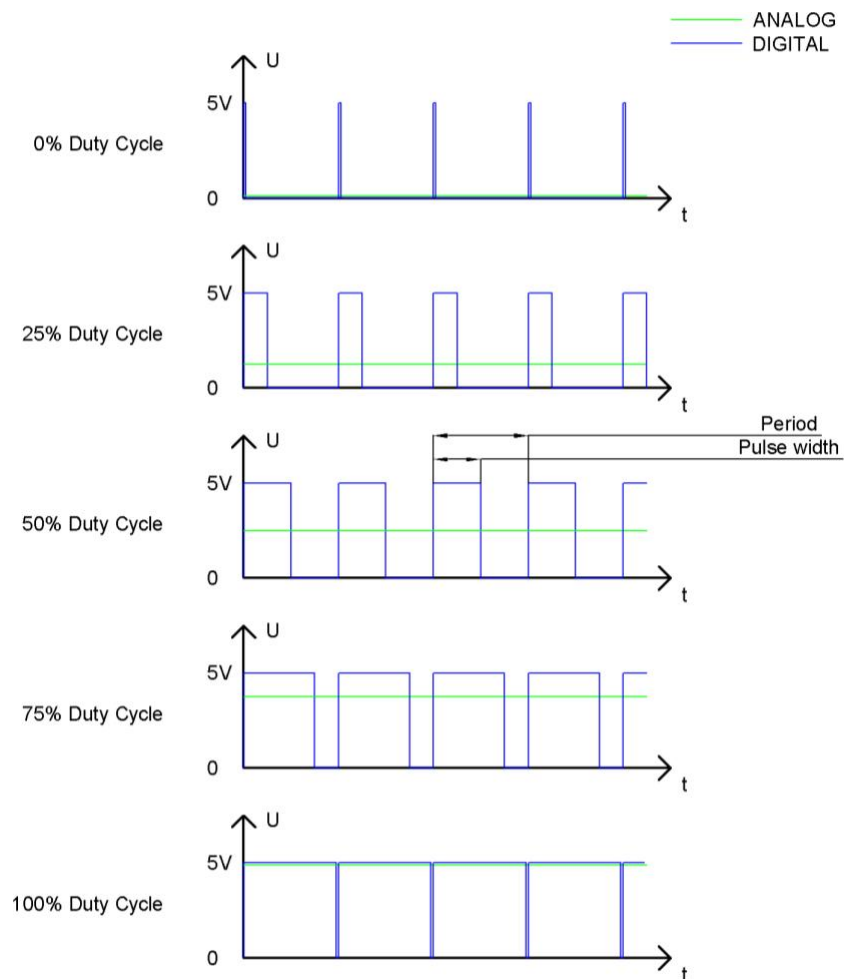 ANALOG
DIGITAL
U
5V
0% Duty Cycle
0
t
U
5V
25% Duty Cycle
0
t
Period
U
Pulse width
5V
50% Duty Cycle
0
t
U
5V
75% Duty Cycle
0
t
U
5V
100% Duty Cycle
0
t